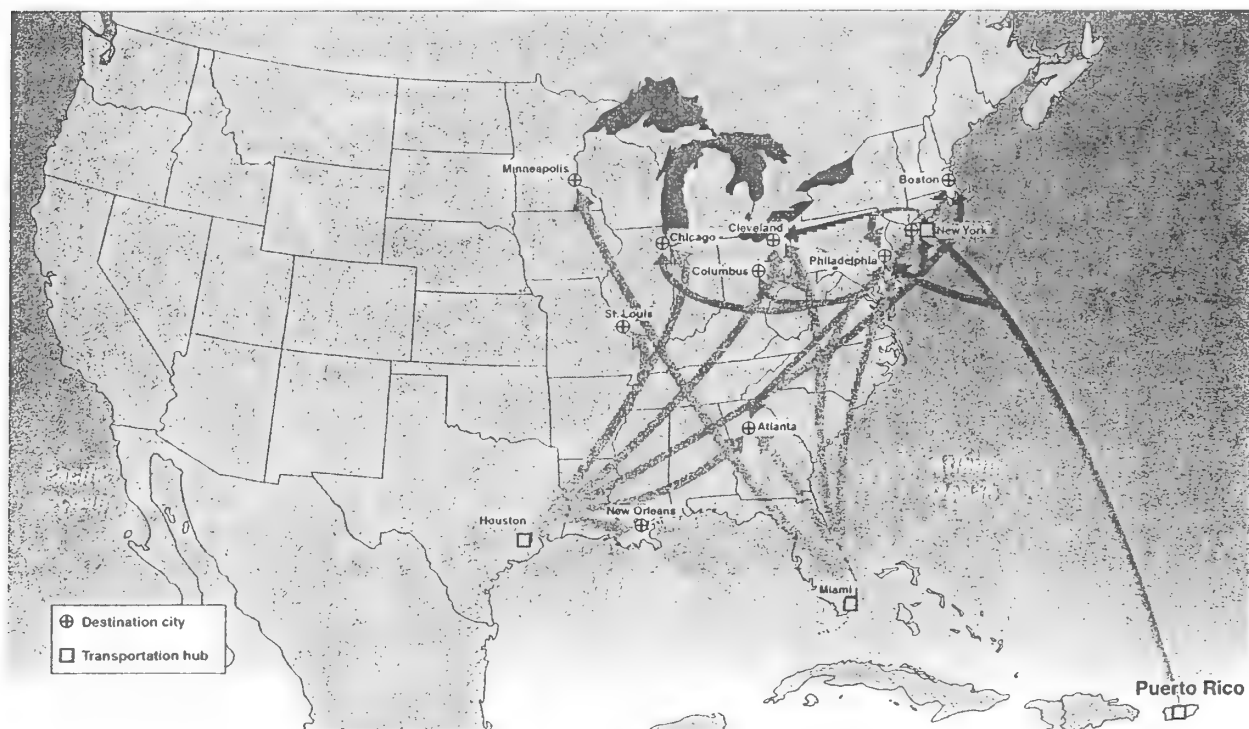 Minneapolis
Boston
Chicago
Cleveland
New York
Columbus
Philadelphia
St. Louis
Atlanta
New Orleans
Houston
Miami
Destination city
Transportation hub
Puerto Rico